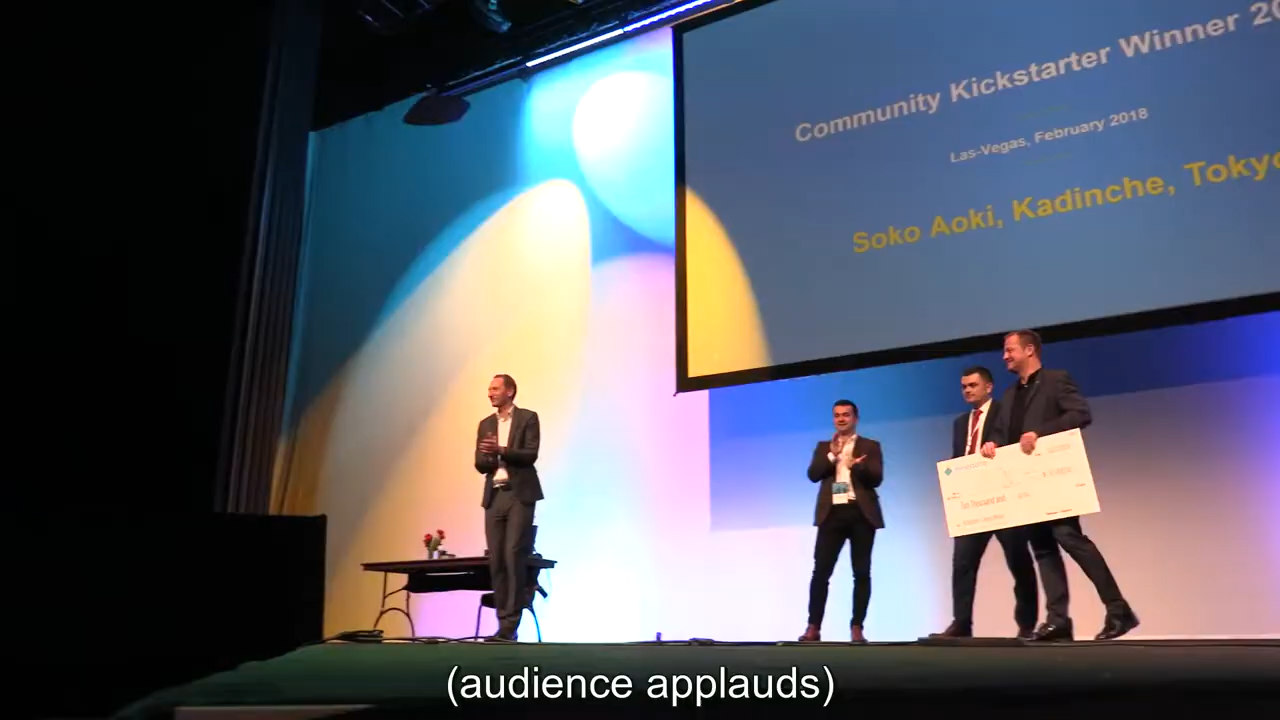 Community Kickstarter Winner 20
Las-Vegas, February 2018
Soko Aoki, Kadinche, Tokyo
(audience applauds)